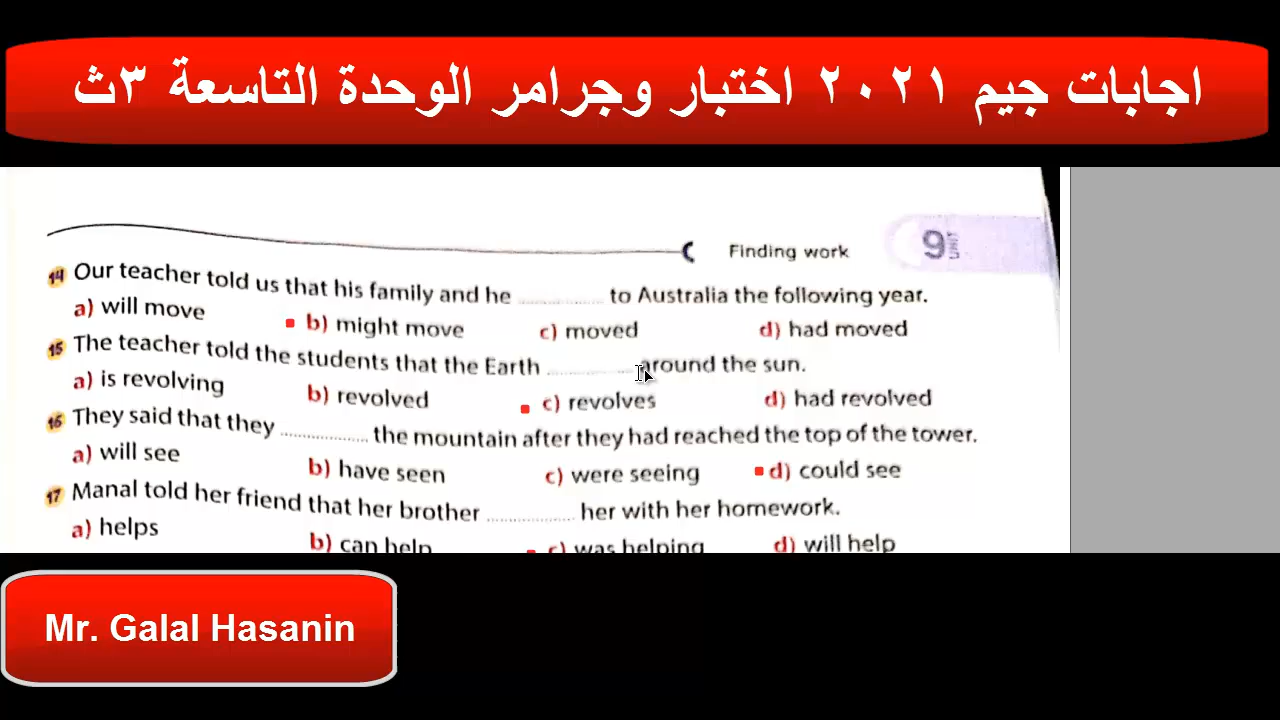 اجابات جيم ٢٠٢١ اختبار وجرامر الوحدة التاسعة ٣ث
Finding work 9 UNIT
14 Our teacher told us that his family and he .............. to Australia the following year.
a) will move b) might move c) moved d) had moved
15 The teacher told the students that the Earth .............. around the sun.
a) is revolving b) revolved c) revolves d) had revolved
16 They said that they .............. the mountain after they had reached the top of the tower.
a) will see b) have seen c) were seeing d) could see
17 Manal told her friend that her brother .............. her with her homework.
a) helps b) can help c) was helping d) will help
Mr. Galal Hasanin